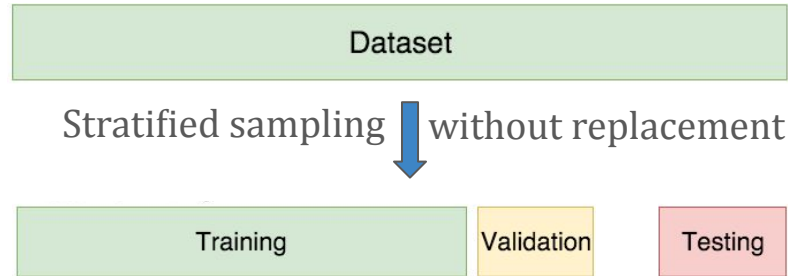 Dataset
Stratified sampling without replacement
Training Validation Testing